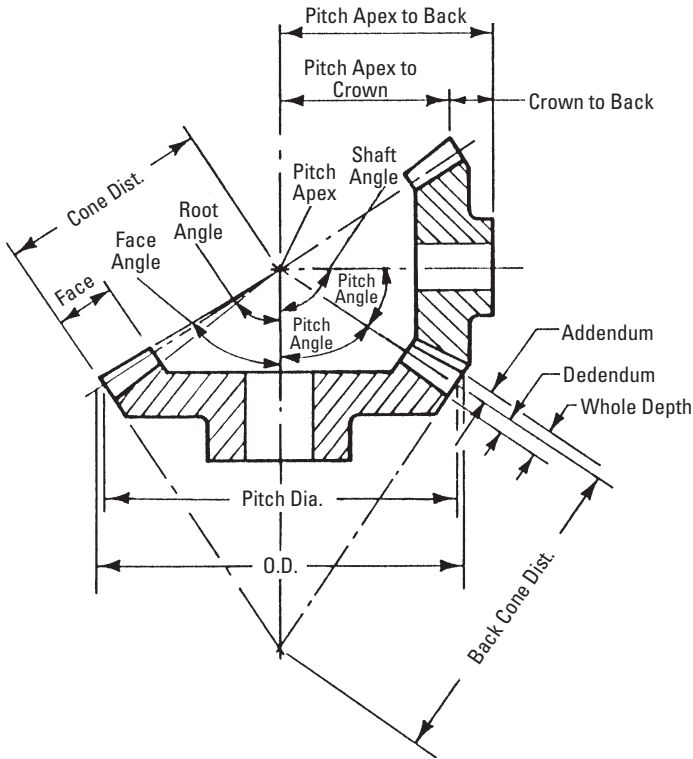 Pitch Apex to Back
Pitch Apex to
Crown
Crown to Back
Shaft
Angle
Pitch
Apex
Cone Dist.
Root
Angle
Face
Angle
Face
Pitch
Angle
Pitch
Angle
Addendum
Dedendum
Whole Depth
Pitch Dia.
O.D.
Back Cone Dist.